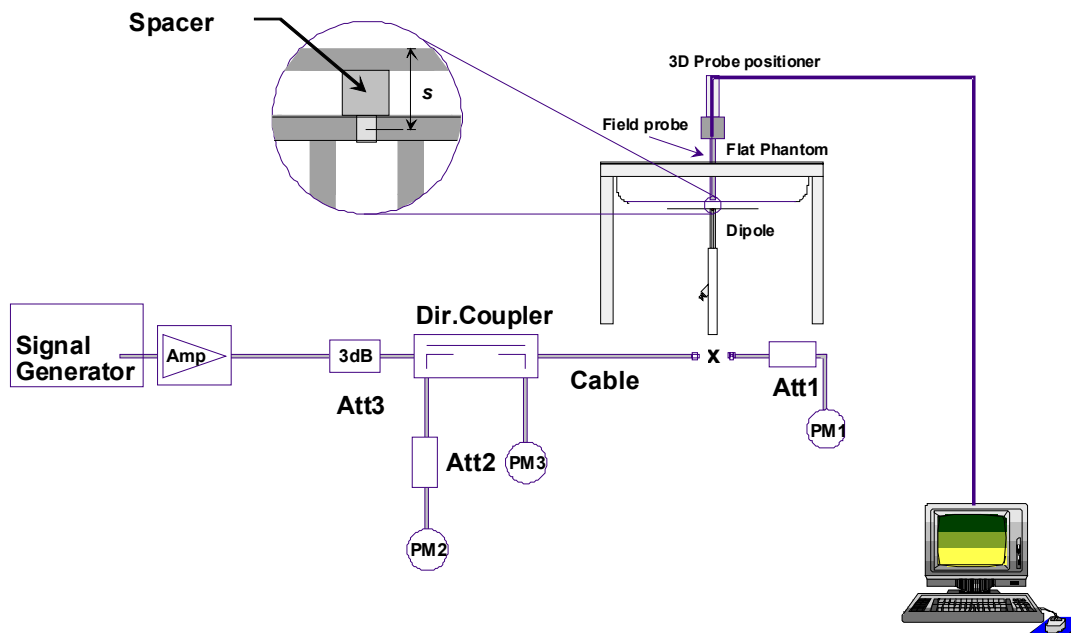 Spacer
s
3D Probe positioner
Field probe
Flat Phantom
Dipole
Dir.Coupler
Signal
Generator
Amp
3dB
Att3
Cable
x
Att1
PM1
Att2
PM3
PM2